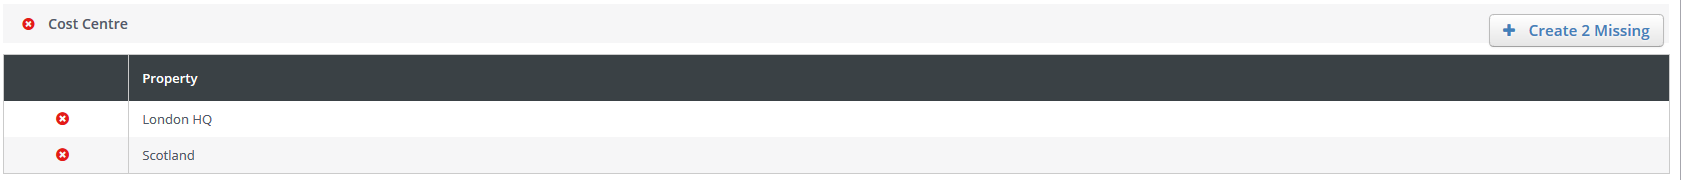 Cost Centre
Create 2 Missing
Property
London HQ
Scotland